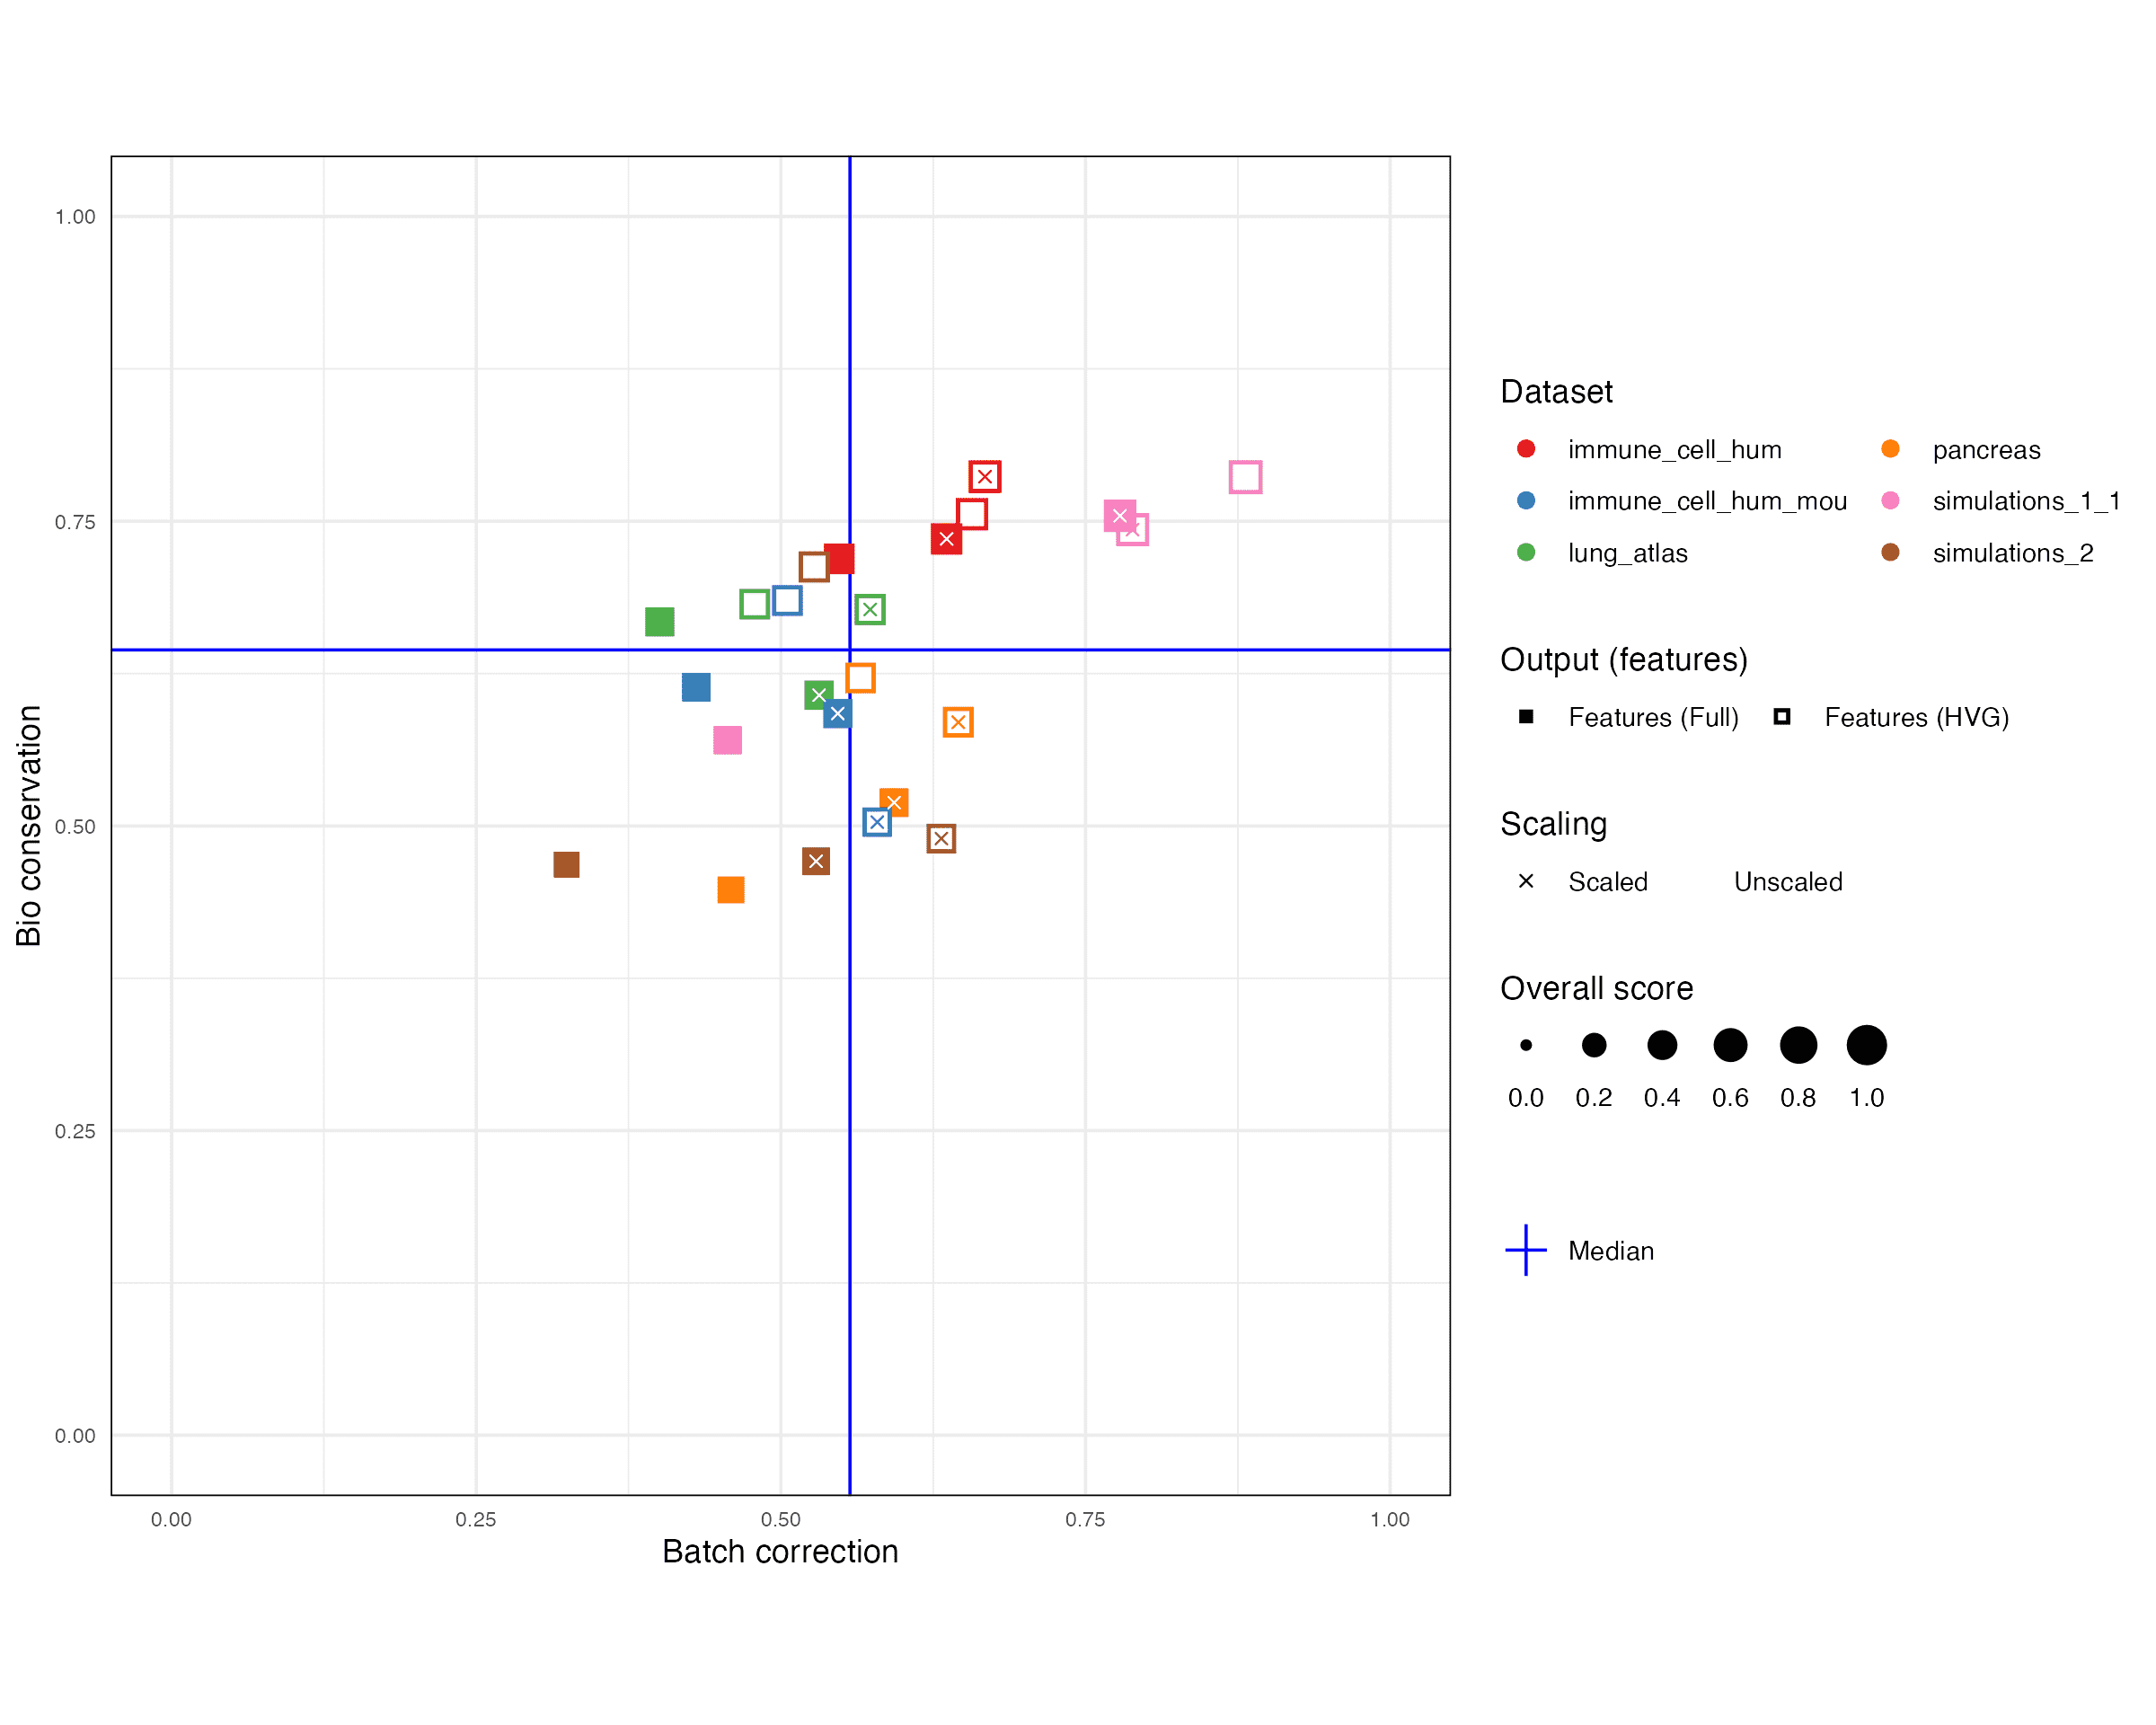 1.00
0.75
0.50
0.25
0.00
Bio conservation
0.00 0.25 0.50 0.75 1.00
Batch correction
Dataset
immune_cell_hum pancreas
immune_cell_hum_mou simulations_1_1
lung_atlas simulations_2
Output (features)
Features (Full) Features (HVG)
Scaling
Scaled Unscaled
Overall score
0.0 0.2 0.4 0.6 0.8 1.0
Median